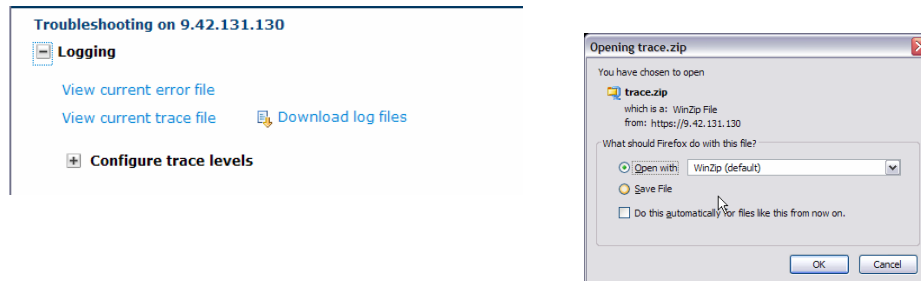 Troubleshooting on 9.42.131.130
Logging
View current error file
View current trace file Download log files
Configure trace levels
Opening trace.zip
You have chosen to open
trace.zip
which is a: WinZip File
from: https://9.42.131.130
What should Firefox do with this file?
Open with WinZip (default)
Save File
Do this automatically for files like this from now on.
OK Cancel